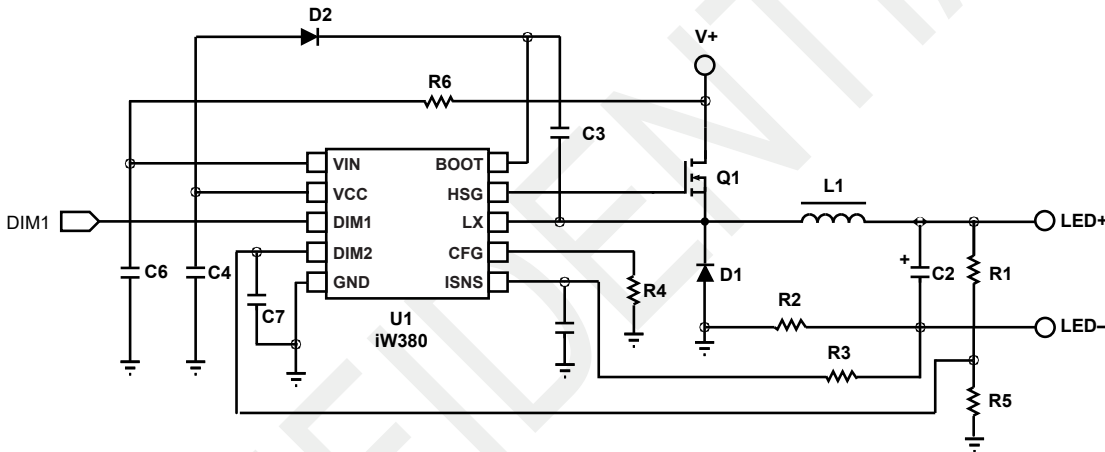 D2
V+
R6
C3
VIN
BOOT
Q1
VCC
HSG
L1
DIM1
DIM1
LX
LED+
DIM2
CFG
C6
C4
D1
C2
R1
GND
ISNS
R4
C7
R2
U1
iW380
LED–
R3
R5